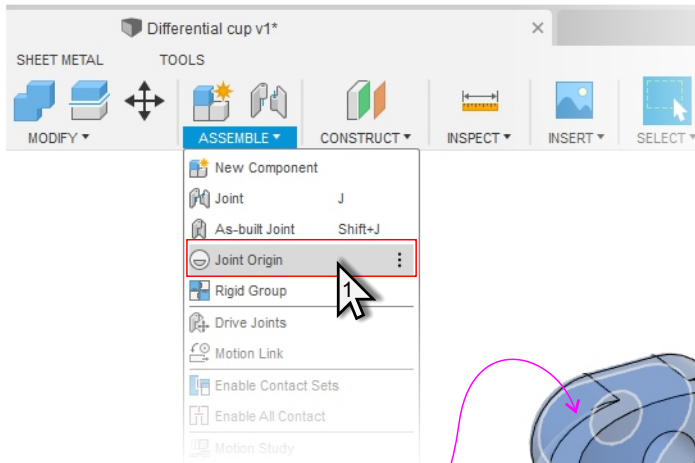 Differential cup v1*
SHEET METAL TOOLS
MODIFY ASSEMBLE CONSTRUCT INSPECT INSERT SELECT
New Component
Joint J
As-built Joint Shift+J
Joint Origin
1
Rigid Group
Drive Joints
Motion Link
Enable Contact Sets
Enable All Contact
Motion Study